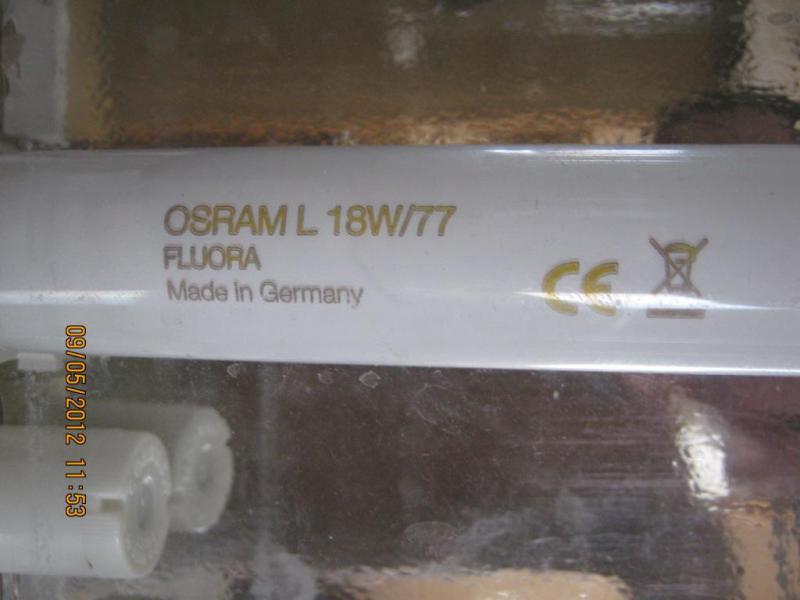 OSRAM L 18W/77
FLUORA
Made in Germany
CE
09/05/2012 11:53